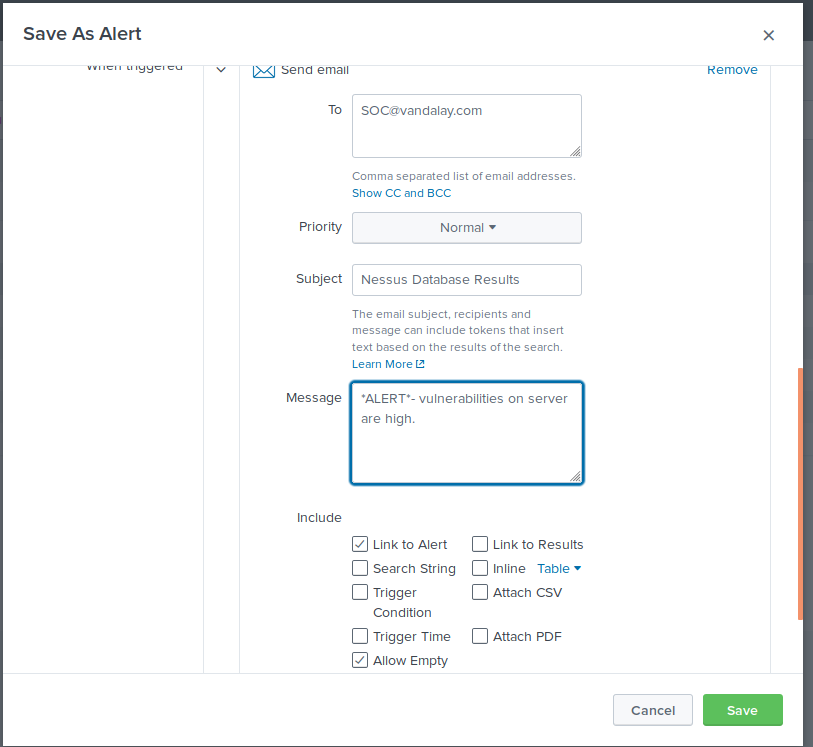 Save As Alert
When triggered
Send email
Remove
To
SOC@vandalay.com
Comma separated list of email addresses.
Show CC and BCC
Priority
Normal
Subject
Nessus Database Results
The email subject, recipients and
message can include tokens that insert
text based on the results of the search.
Learn More
Message
*ALERT*- vulnerabilities on server
are high.
Include
Link to Alert
Link to Results
Search String
Inline Table
Trigger
Condition
Attach CSV
Trigger Time
Attach PDF
Allow Empty
Cancel
Save